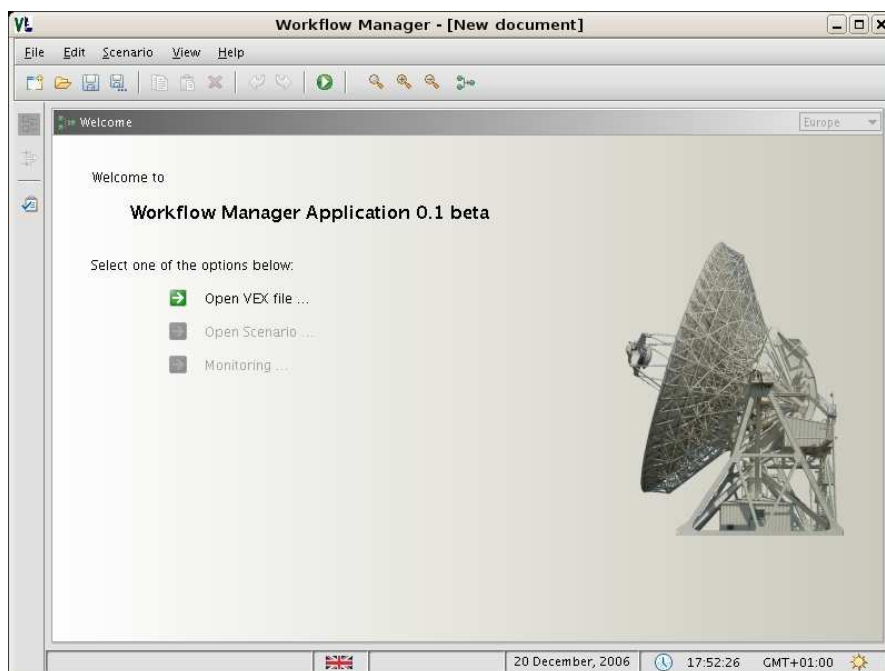 VL Workflow Manager - [New document]
File Edit Scenario View Help
Welcome Europe
Welcome to
Workflow Manager Application 0.1 beta
Select one of the options below:
Open VEX file ...
Open Scenario ...
Monitoring ...
20 December, 2006 17:52:26 GMT+01:00